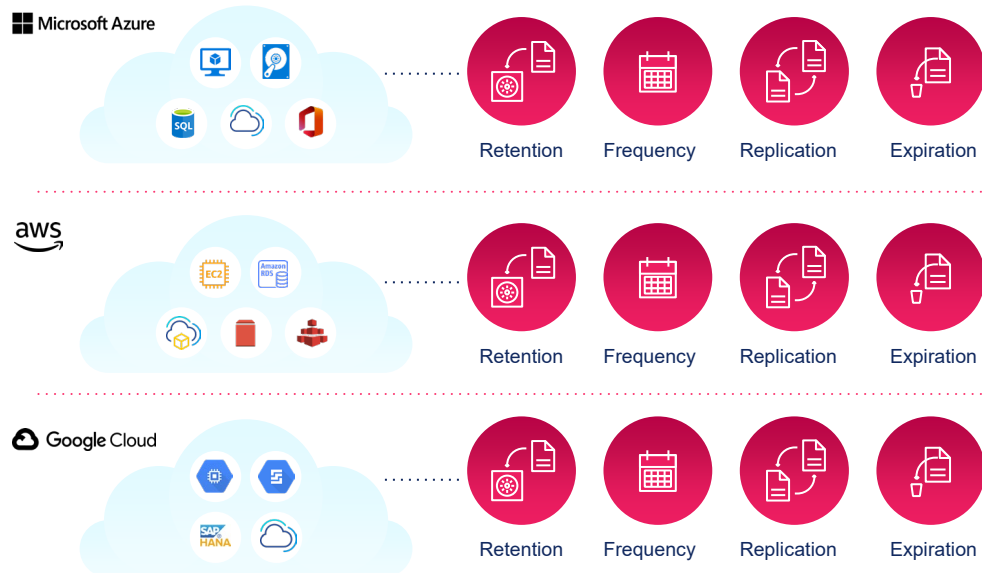 Microsoft Azure
SQL
Retention Frequency Replication Expiration
aws
EC2
Amazon
RDS
Retention Frequency Replication Expiration
Google Cloud
SAP
HANA
Retention Frequency Replication Expiration